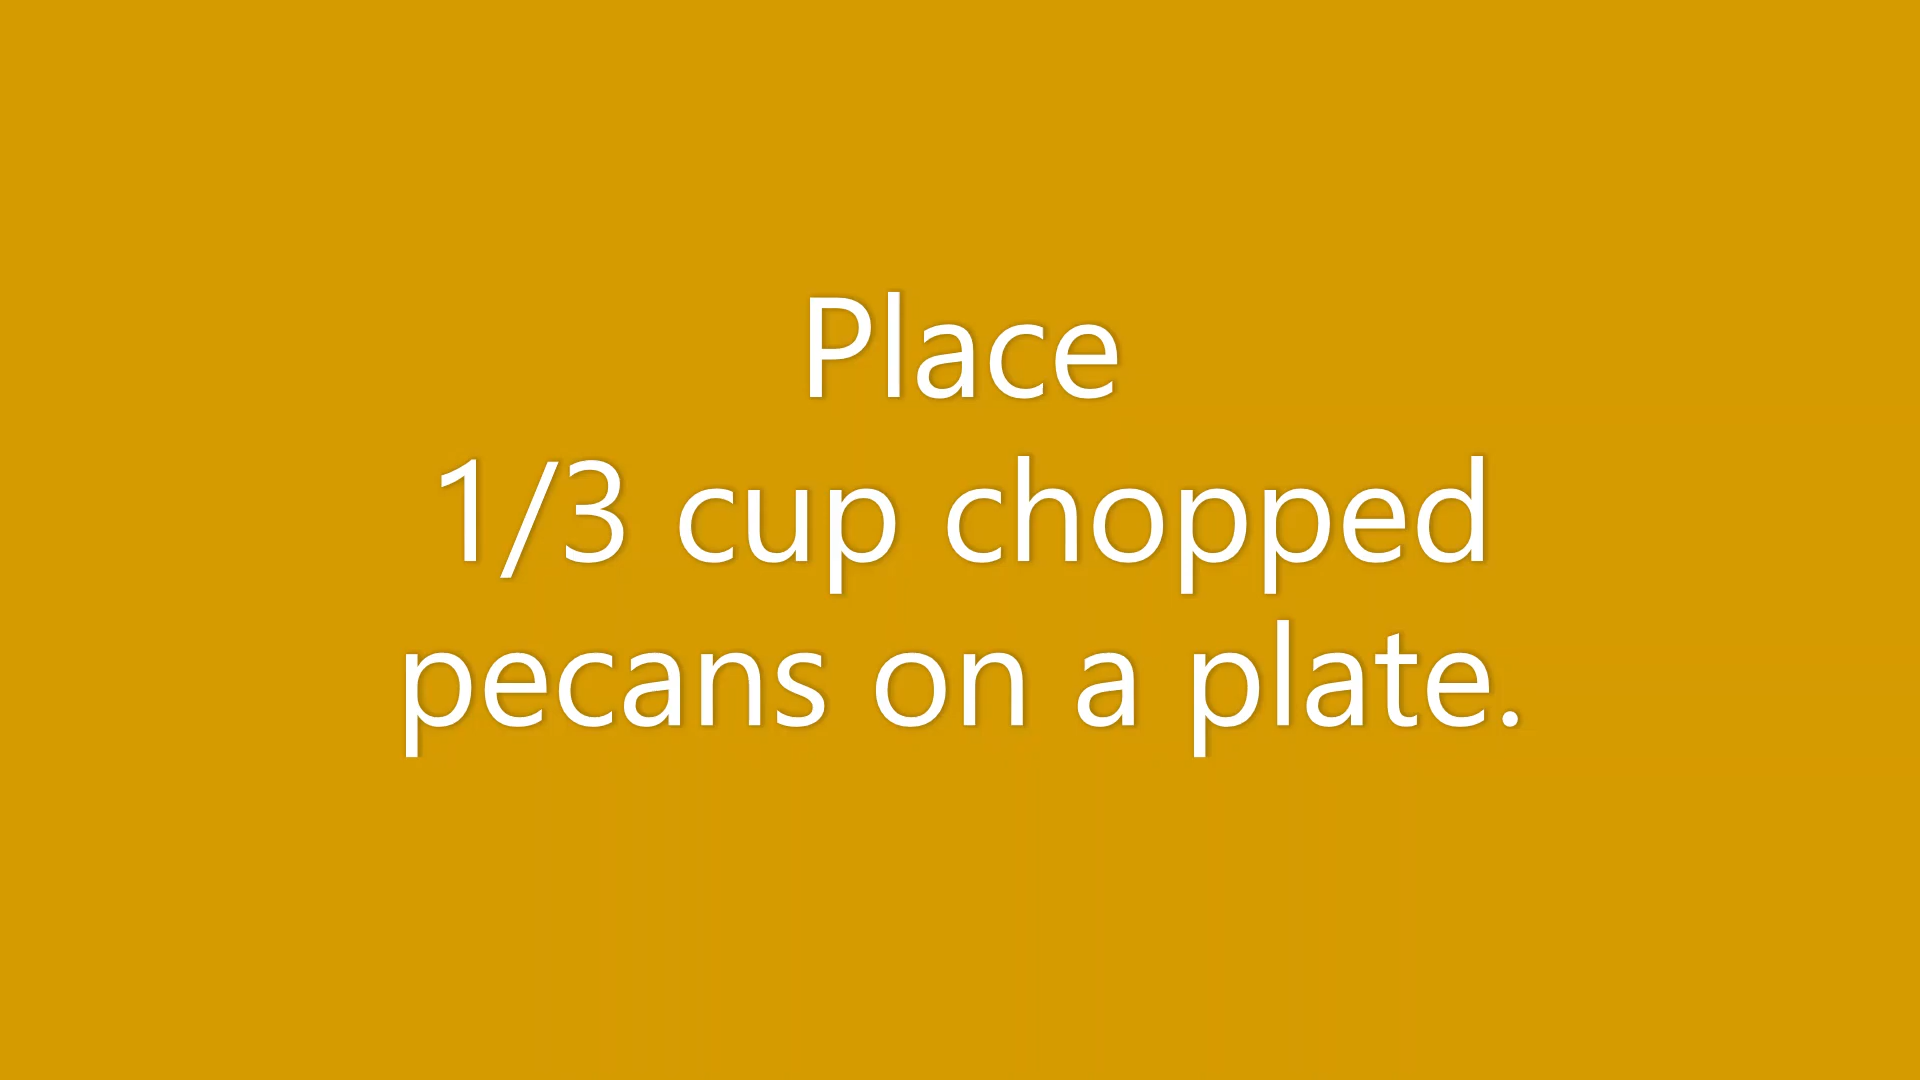 Place
1/3 cup chopped
pecans on a plate.